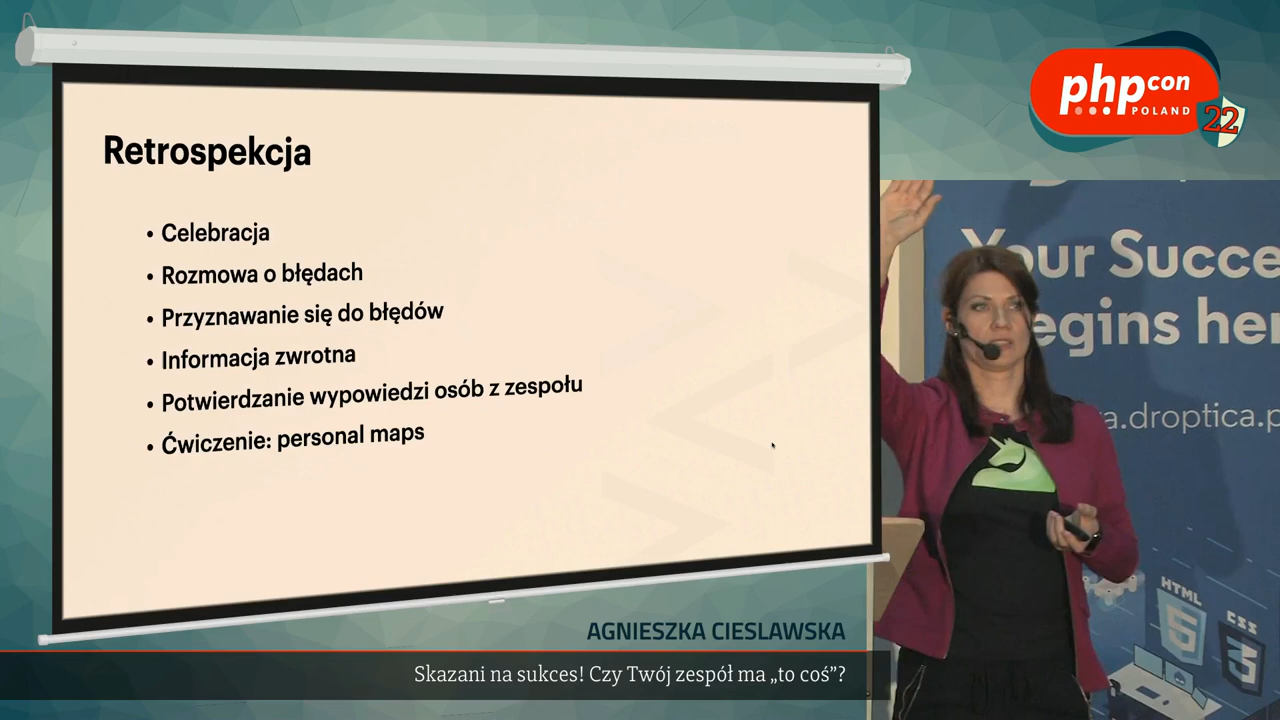 Retrospekcja
• Celebracja
• Rozmowa o błędach
• Przyznawanie się do błędów
• Informacja zwrotna
• Potwierdzanie wypowiedzi osób z zespołu
• Ćwiczenie: personal maps
phpcon
POLAND
22
Your Succe
egins her
a.droptica.p
HTML
5
CSS
3
AGNIESZKA CIESLAWSKA
Skazani na sukces! Czy Twój zespół ma „to coś”?